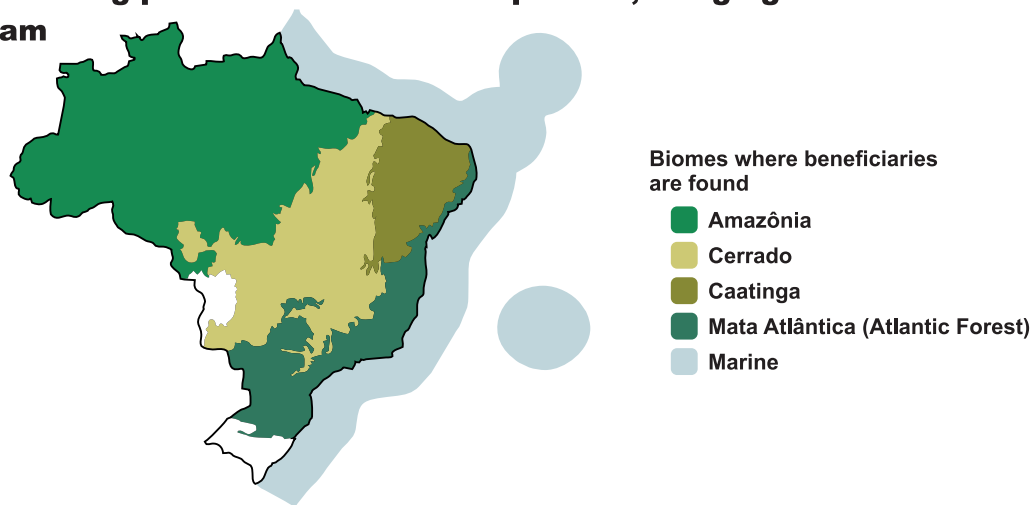 am
Biomes where beneficiaries
are found
Amazônia
Cerrado
Caatinga
Mata Atlântica (Atlantic Forest)
Marine